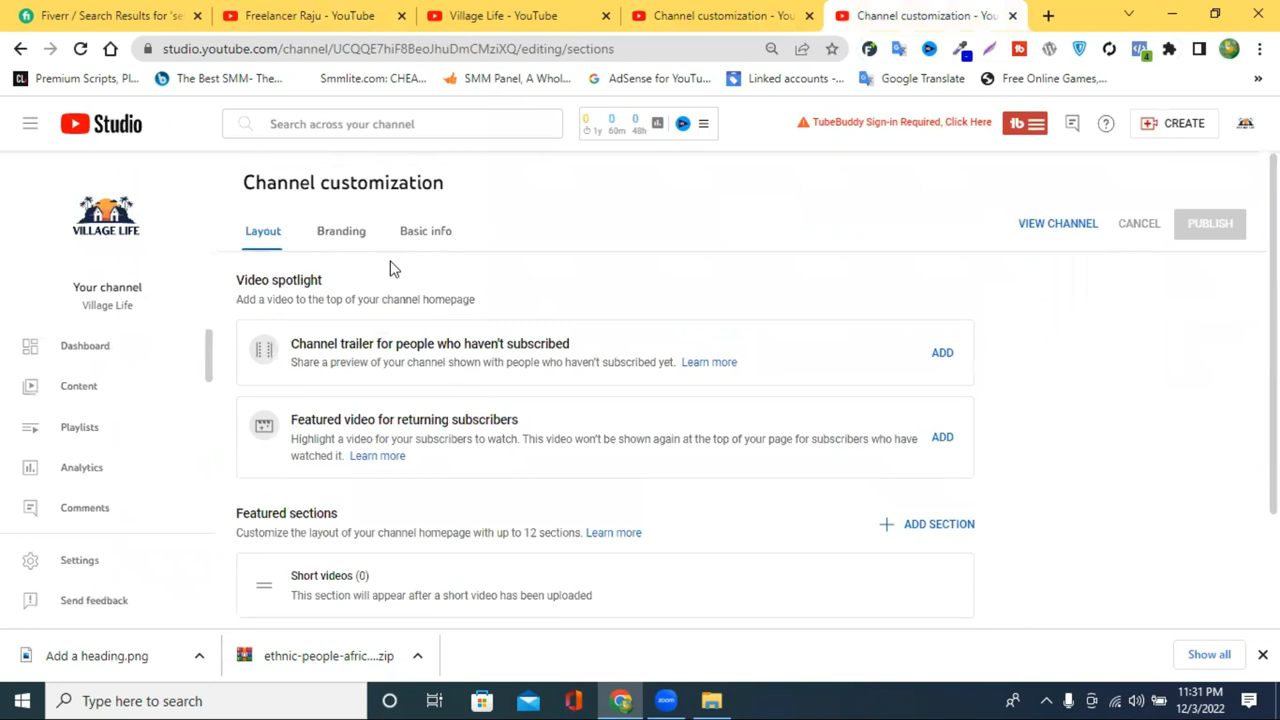 Fiverr / Search Results for 'se
Freelancer Raju - YouTube
Village Life - YouTube
Channel customization - YouT
Channel customization - YouT
studio.youtube.com/channel/UCQQE7hiF8BeoJhuDmCMziXQ/editing/sections
Premium Scripts, Pl...
The Best SMM- The...
Smmlite.com: CHEA...
SMM Panel, A Whol...
AdSense for YouTu...
Linked accounts -...
Google Translate
Free Online Games,...
Studio
Search across your channel
0 0 0
1y 60m 48h
TubeBuddy Sign-in Required, Click Here
CREATE
VILLAGE LIFE
Your channel
Village Life
Dashboard
Content
Playlists
Analytics
Comments
Settings
Send feedback
Channel customization
Layout
Branding
Basic info
VIEW CHANNEL
CANCEL
PUBLISH
Video spotlight
Add a video to the top of your channel homepage
Channel trailer for people who haven't subscribed
Share a preview of your channel shown with people who haven't subscribed yet. Learn more
ADD
Featured video for returning subscribers
Highlight a video for your subscribers to watch. This video won't be shown again at the top of your page for subscribers who have
watched it. Learn more
ADD
Featured sections
Customize the layout of your channel homepage with up to 12 sections. Learn more
ADD SECTION
Short videos (0)
This section will appear after a short video has been uploaded
Add a heading.png
ethnic-people-afric....zip
Show all
Type here to search
11:31 PM
12/3/2022